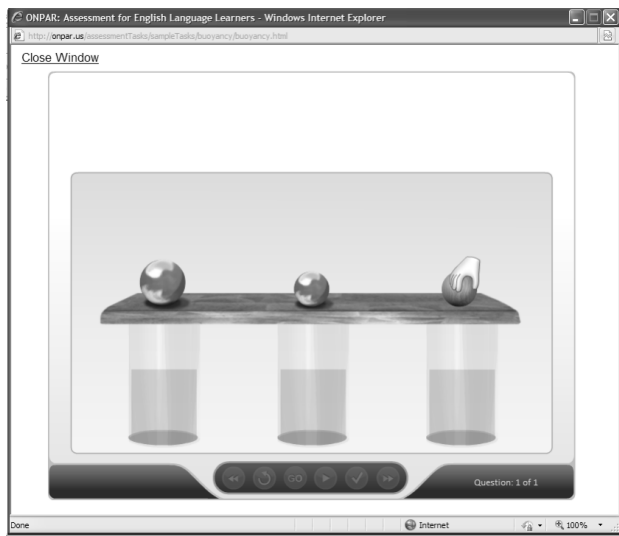 ONPAR: Assessment for English Language Learners - Windows Internet Explorer
http://onpar.us/assessmentTasks/sampleTasks/buoyancy/buoyancy.html
Close Window
GO
Question: 1 of 1
Done
Internet
100%